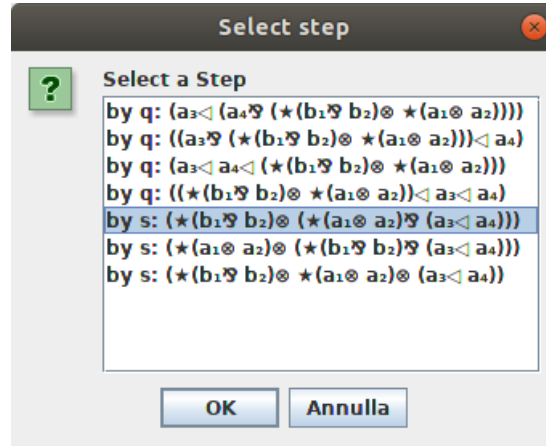 Select step
?
Select a Step
by q: (a₃◁ (a₄⅋ (★(b₁⅋ b₂)⊗ ★(a₁⊗ a₂))))
by q: ((a₃⅋ (★(b₁⅋ b₂)⊗ ★(a₁⊗ a₂)))◁ a₄)
by q: (a₃◁ a₄◁ (★(b₁⅋ b₂)⊗ ★(a₁⊗ a₂)))
by q: ((★(b₁⅋ b₂)⊗ ★(a₁⊗ a₂))◁ a₃◁ a₄)
by s: (★(b₁⅋ b₂)⊗ (★(a₁⊗ a₂)⅋ (a₃◁ a₄)))
by s: (★(a₁⊗ a₂)⊗ (★(b₁⅋ b₂)⅋ (a₃◁ a₄)))
by s: (★(b₁⅋ b₂)⊗ ★(a₁⊗ a₂)⊗ (a₃◁ a₄))
OK Annulla